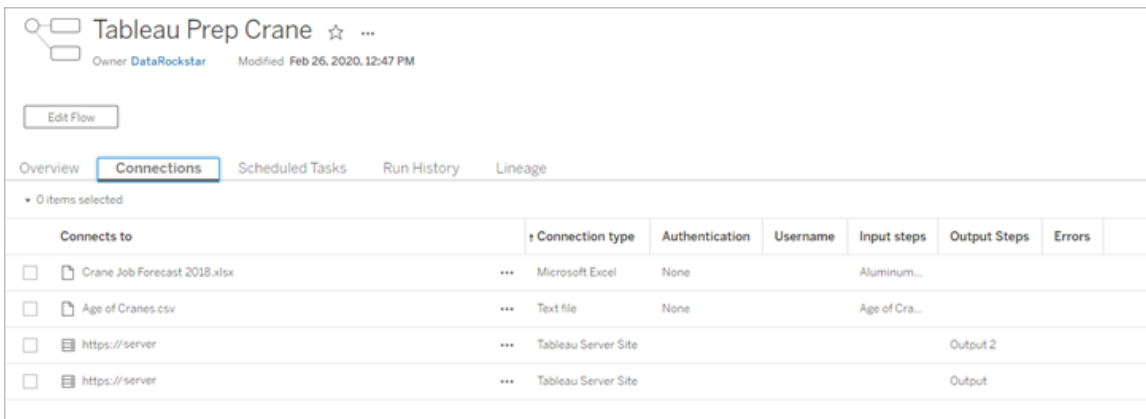 Tableau Prep Crane ☆ ...
Owner DataRockstar Modified Feb 26, 2020, 12:47 PM
Edit Flow
Overview Connections Scheduled Tasks Run History Lineage
▾ 0 items selected
Connects to ↑ Connection type Authentication Username Input steps Output Steps Errors
Crane Job Forecast 2018.xlsx ... Microsoft Excel None Aluminum...
Age of Cranes.csv ... Text file None Age of Cra...
https://server ... Tableau Server Site Output 2
https://server ... Tableau Server Site Output